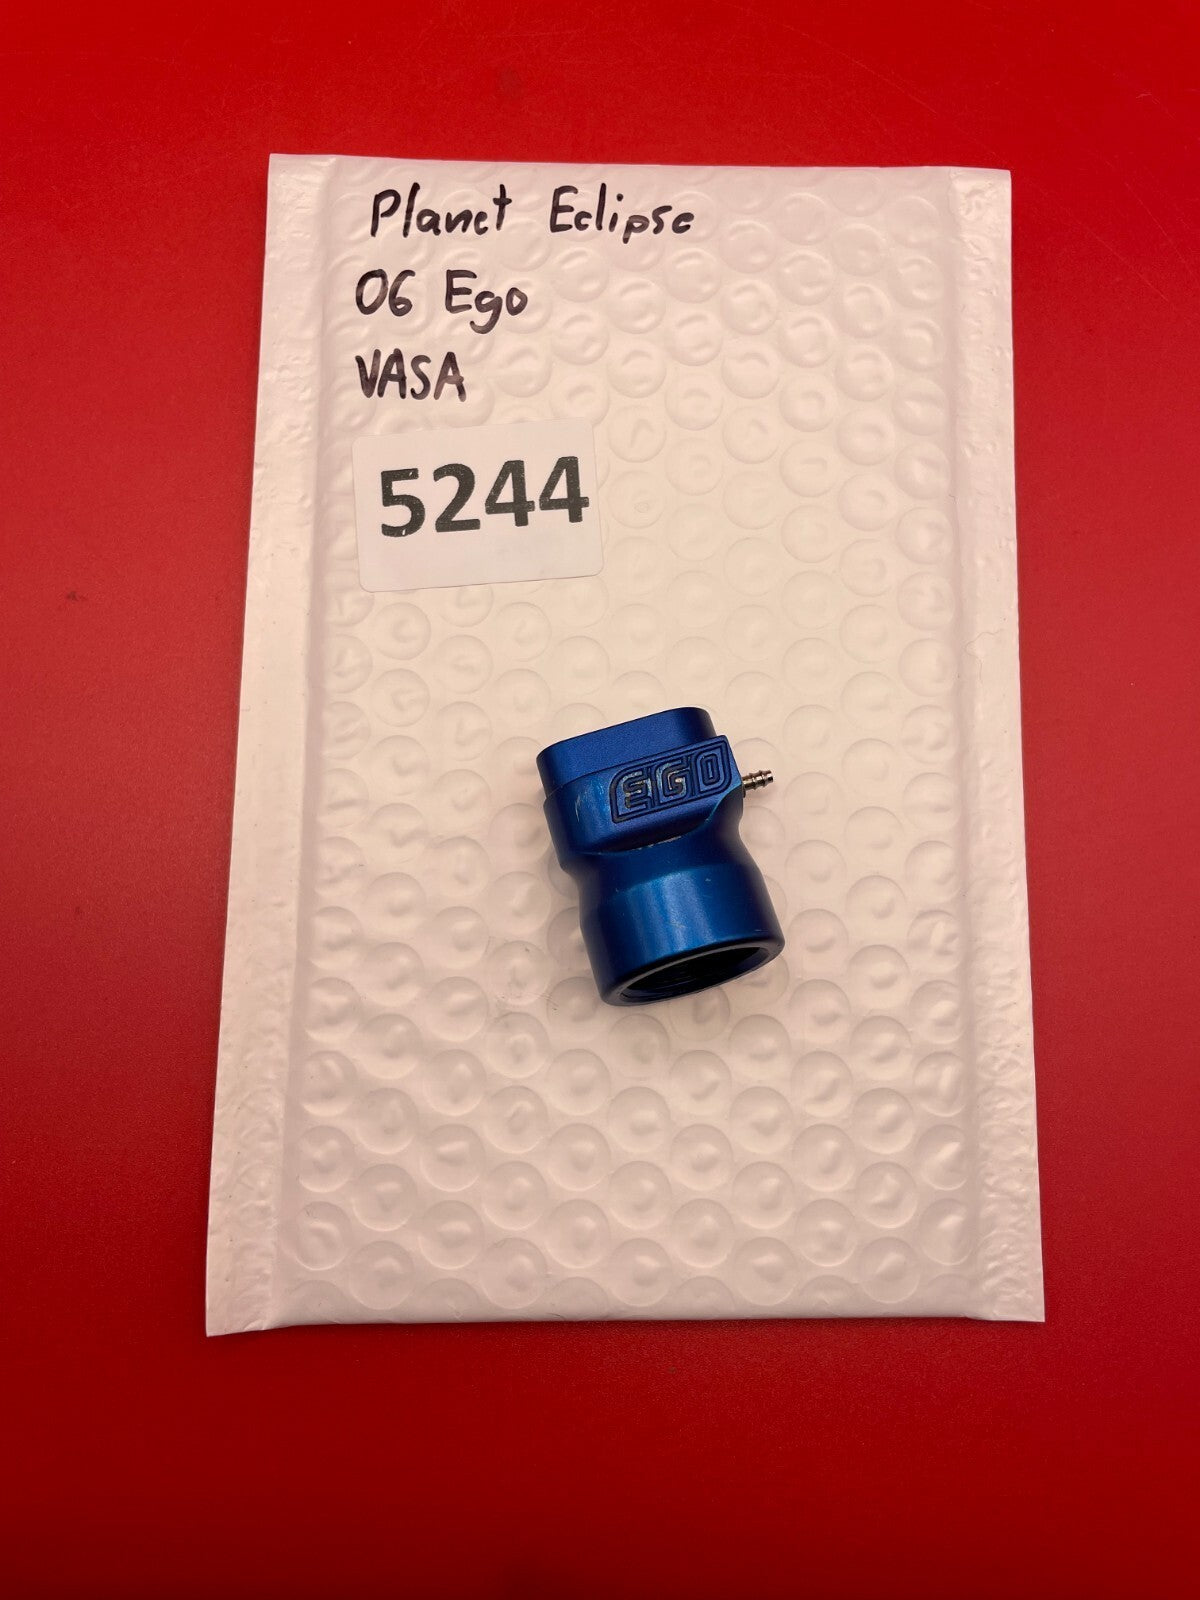 Planet Eclipse
06 Ego
VASA
5244
EGO